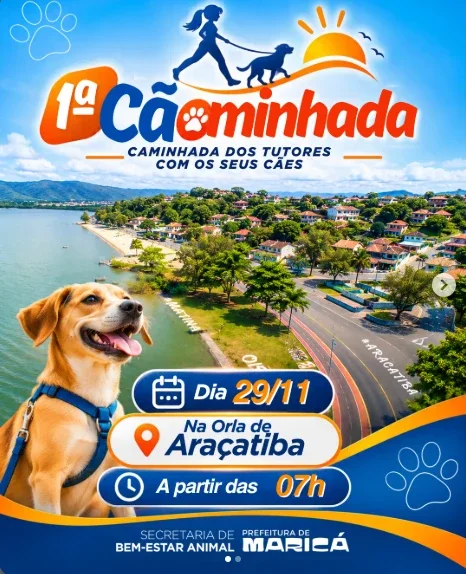 1ª Cãominhada
CAMINHADA DOS TUTORES
COM OS SEUS CÃES
#ARAÇATIBA
Dia 29/11
Na Orla de
Araçatiba
A partir das 07h
SECRETARIA DE
BEM-ESTAR ANIMAL
PREFEITURA DE
MARICÁ